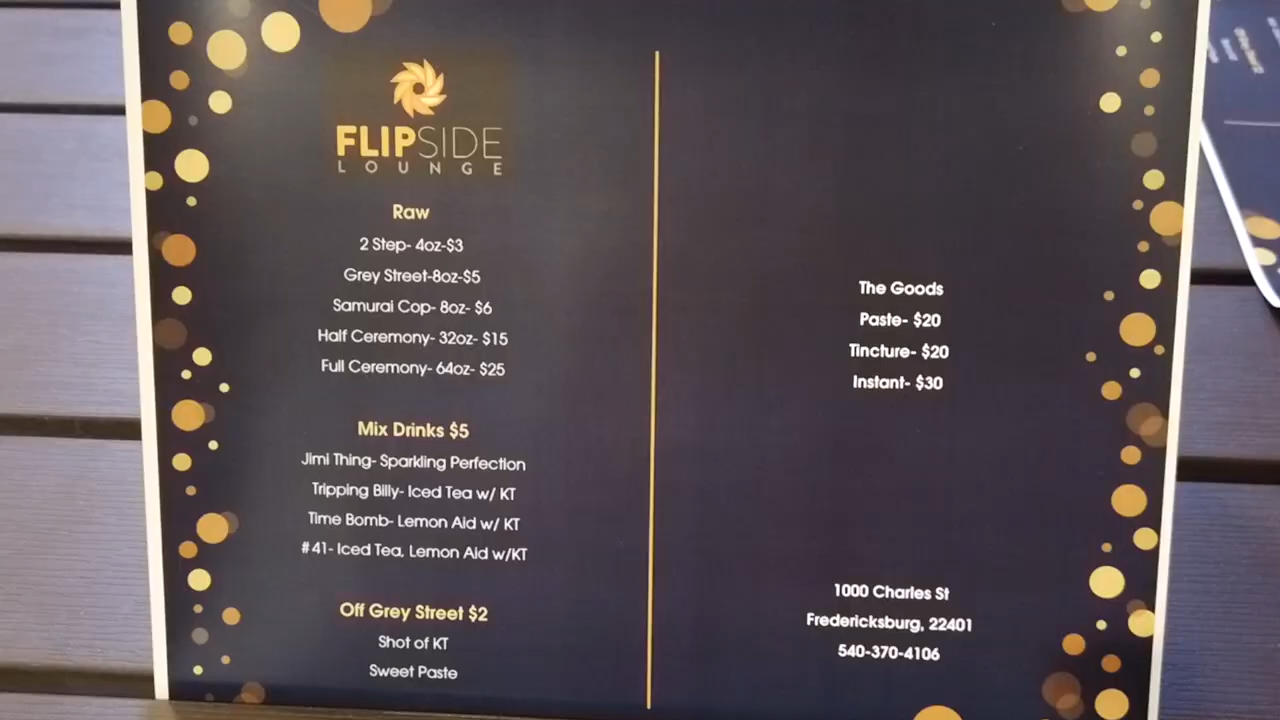 FLIPSIDE
LOUNGE
Raw
2 Step- 4oz-$3
Grey Street-8oz-$5
Samurai Cop- 8oz- $6
Half Ceremony- 32oz- $15
Full Ceremony- 64oz- $25
Mix Drinks $5
Jimi Thing- Sparkling Perfection
Tripping Billy- Iced Tea w/ KT
Time Bomb- Lemon Aid w/ KT
#41- Iced Tea, Lemon Aid w/KT
Off Grey Street $2
Shot of KT
Sweet Paste
The Goods
Paste- $20
Tincture- $20
Instant- $30
1000 Charles St
Fredericksburg, 22401
540-370-4106